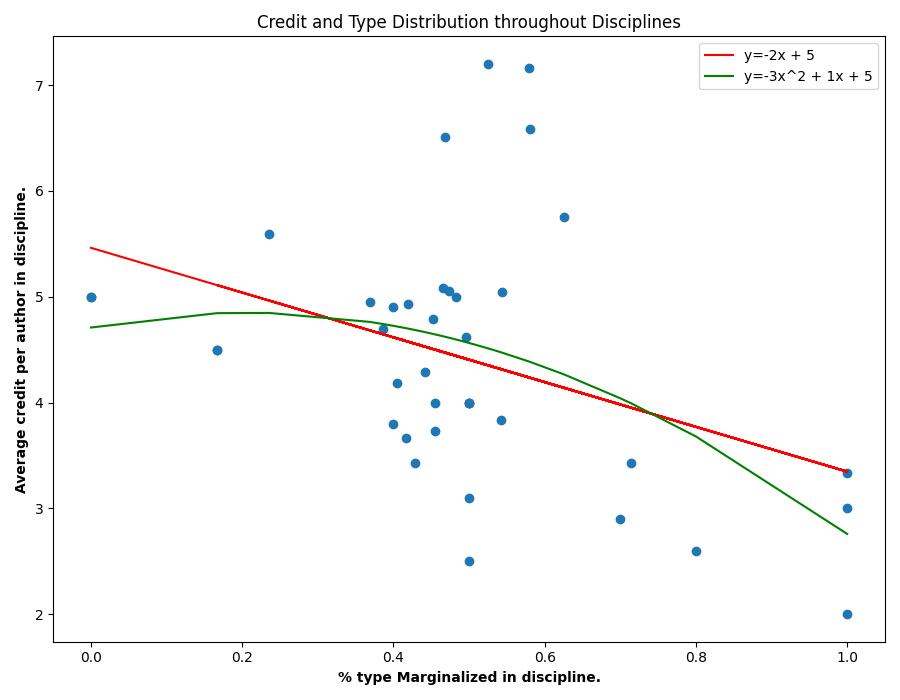 Credit and Type Distribution throughout Disciplines
y=-2x + 5
y=-3x^2 + 1x + 5
Average credit per author in discipline.
7
6
5
4
3
2
0.0 0.2 0.4 0.6 0.8 1.0
% type Marginalized in discipline.